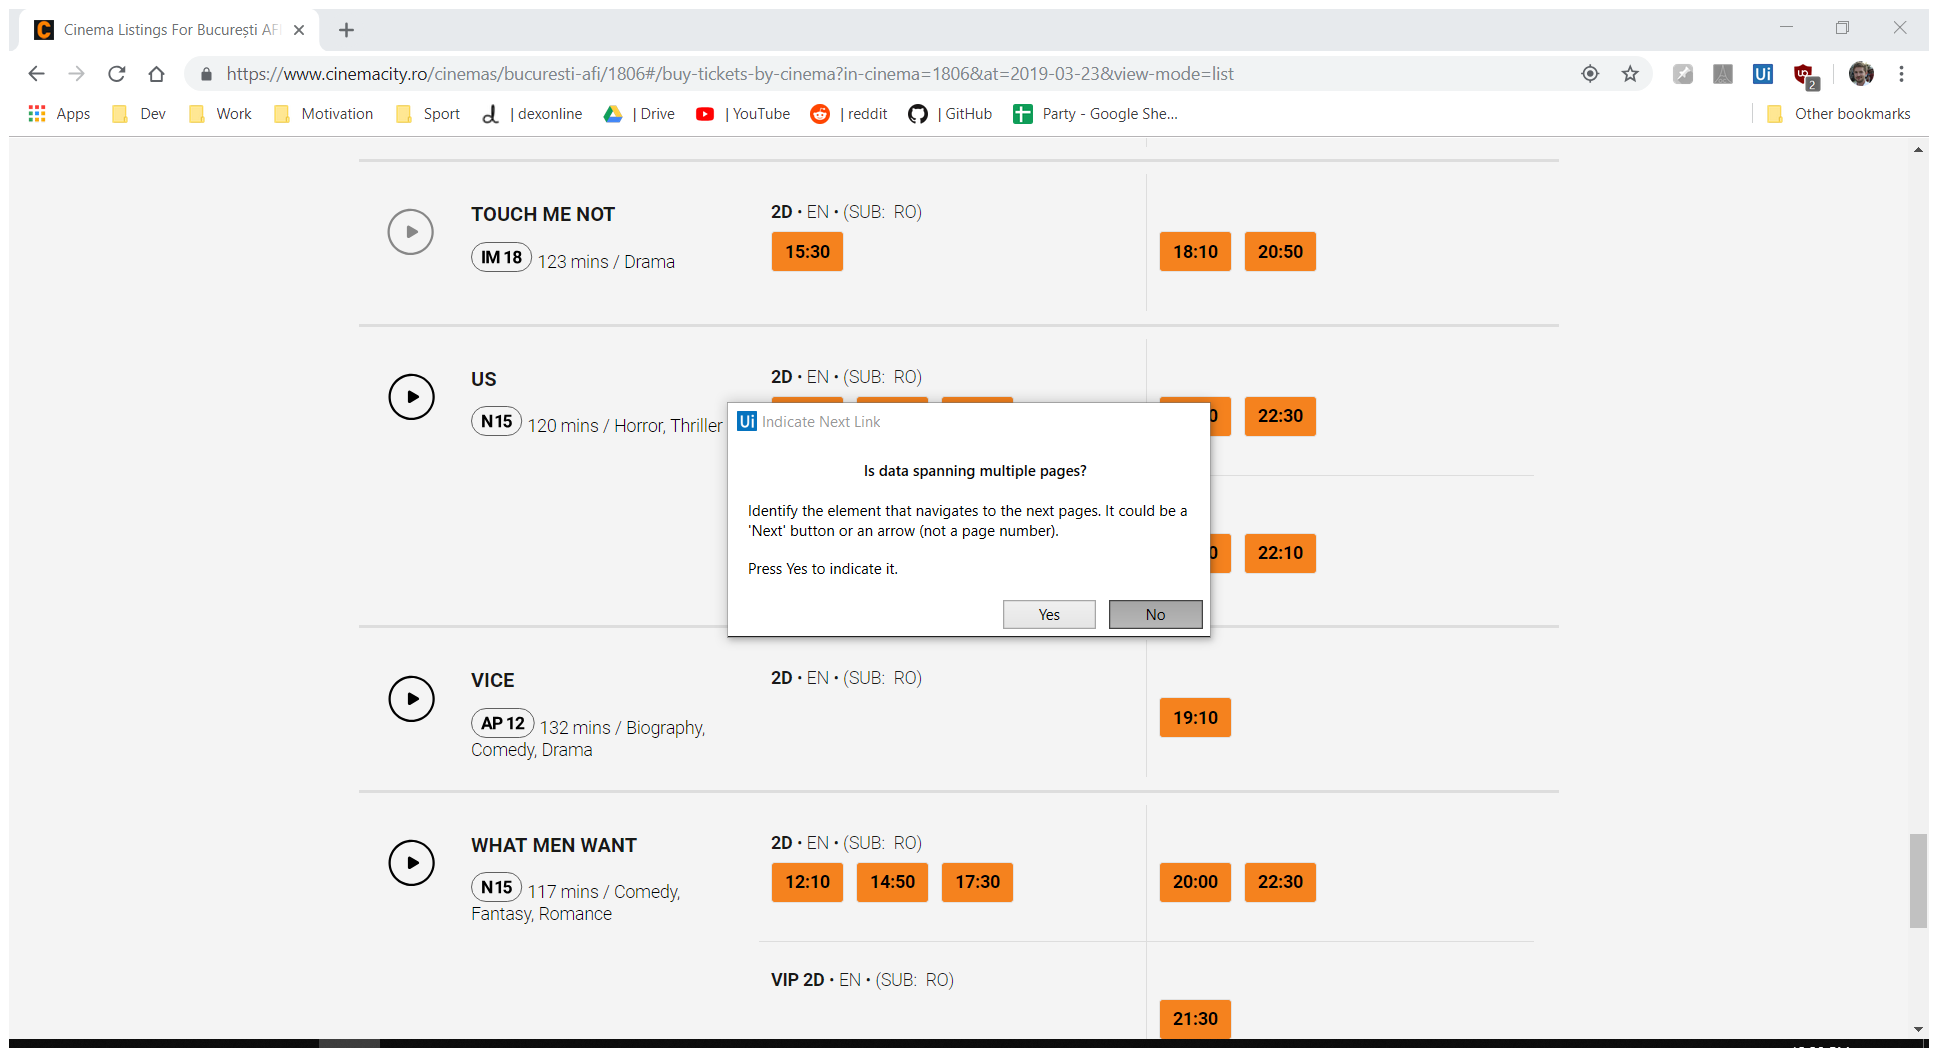 Cinema Listings For București AFI
https://www.cinemacity.ro/cinemas/bucuresti-afi/1806#/buy-tickets-by-cinema?in-cinema=1806&at=2019-03-23&view-mode=list
Ui
2
Apps Dev Work Motivation Sport | dexonline | Drive | YouTube | reddit | GitHub Party - Google She... Other bookmarks
TOUCH ME NOT 2D • EN • (SUB: RO)
15:30 18:10 20:50
IM 18 123 mins / Drama
US 2D • EN • (SUB: RO)
22:30
N15 120 mins / Horror, Thriller
Ui Indicate Next Link
Is data spanning multiple pages?
Identify the element that navigates to the next pages. It could be a
'Next' button or an arrow (not a page number).
Press Yes to indicate it.
Yes No
22:10
VICE 2D • EN • (SUB: RO)
19:10
AP 12 132 mins / Biography,
Comedy, Drama
WHAT MEN WANT 2D • EN • (SUB: RO)
12:10 14:50 17:30 20:00 22:30
N15 117 mins / Comedy,
Fantasy, Romance
VIP 2D • EN • (SUB: RO)
21:30